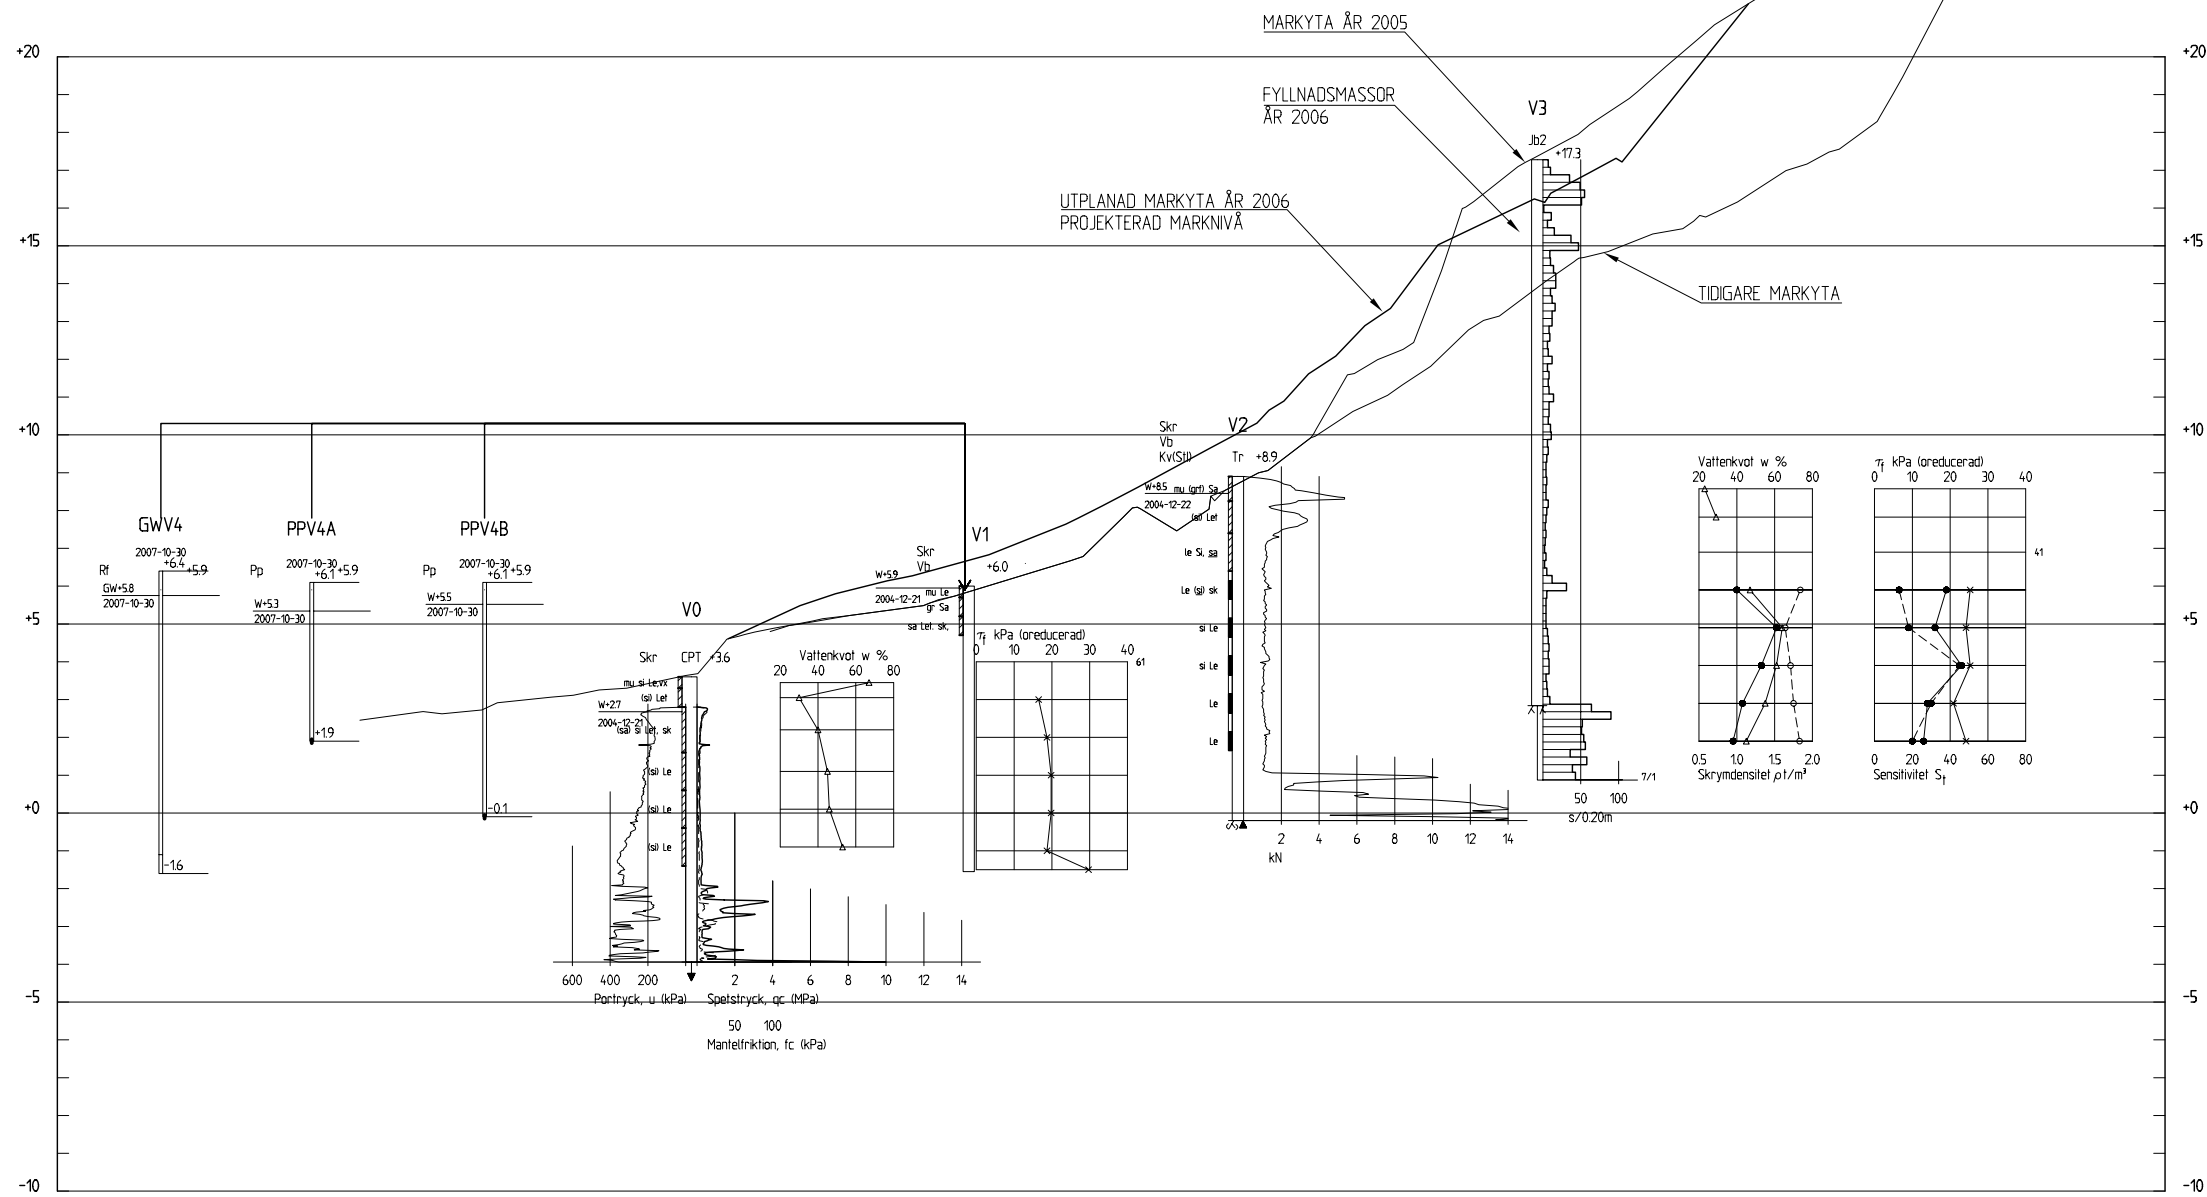 MARKYTA ÅR 2005
+20
+20
FYLLNADSMASSOR
ÅR 2006
V3
Jb2
+17.3
UTPLANAD MARKYTA ÅR 2006
PROJEKTERAD MARKNIVÅ
+15
+15
TIDIGARE MARKYTA
+10
+10
Skr
Vb
Kv(StI)
V2
Tr +8.9
W+8.5 mu (grf) Sa
2004-12-22
(si) Let
le Si, sa
Le (si) sk
si Le
si Le
Le
Le
2 4 6 8 10 12 14
kN
GWV4
2007-10-30
+6.4
+5.9
Rf
GW+5.8
2007-10-30
-1.6
PPV4A
2007-10-30
+6.1
+5.9
Pp
W+5.3
2007-10-30
+1.9
PPV4B
2007-10-30
+6.1
+5.9
Pp
W+5.5
2007-10-30
-0.1
V1
Skr
Vb
+6.0
W+5.9
2004-12-21
mu Le
gr Sa
sa Let. sk,
τf kPa (oreducerad)
0 10 20 30 40
61
+5
+5
V0
Skr CPT +3.6
mu si Le,vx
(si) Let
W+2.7
2004-12-21
(sa) si Let, sk
(si) Le
(si) Le
(si) Le
Vattenkvot w %
20 40 60 80
600 400 200
2 4 6 8 10 12 14
Portryck, u (kPa)
Spetstryck, qc (MPa)
50 100
Mantelfriktion, fc (kPa)
7/1
50 100
s/0.20m
Vattenkvot w %
20 40 60 80
0.5 1.0 1.5 2.0
Skrymdensitet ρ t/m³
τf kPa (oreducerad)
0 10 20 30 40
41
0 20 40 60 80
Sensitivitet St
+0
+0
-5
-5
-10
-10